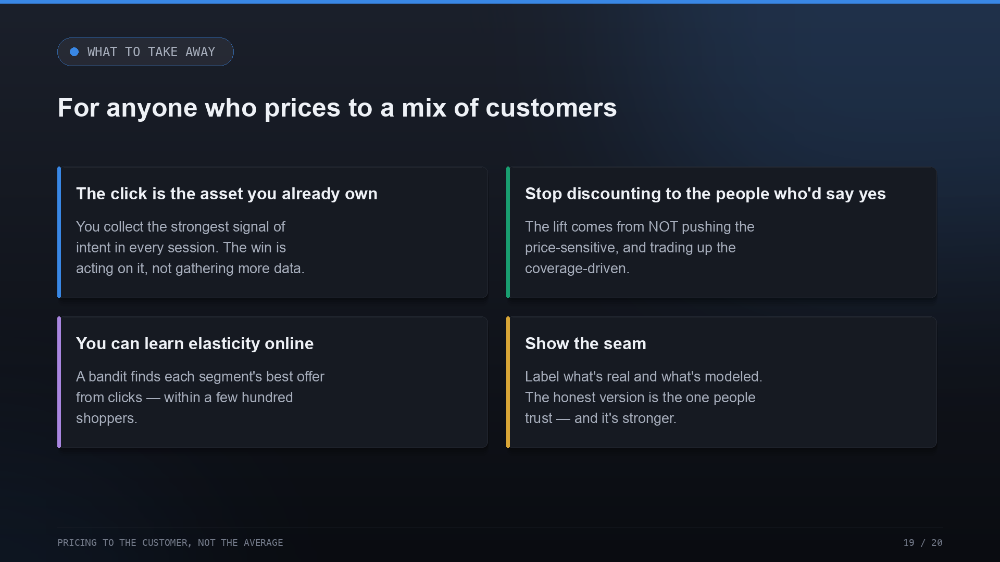 WHAT TO TAKE AWAY
For anyone who prices to a mix of customers
The click is the asset you already own
You collect the strongest signal of
intent in every session. The win is
acting on it, not gathering more data.
Stop discounting to the people who'd say yes
The lift comes from NOT pushing the
price-sensitive, and trading up the
coverage-driven.
You can learn elasticity online
A bandit finds each segment's best offer
from clicks — within a few hundred
shoppers.
Show the seam
Label what's real and what's modeled.
The honest version is the one people
trust — and it's stronger.
PRICING TO THE CUSTOMER, NOT THE AVERAGE
19 / 20